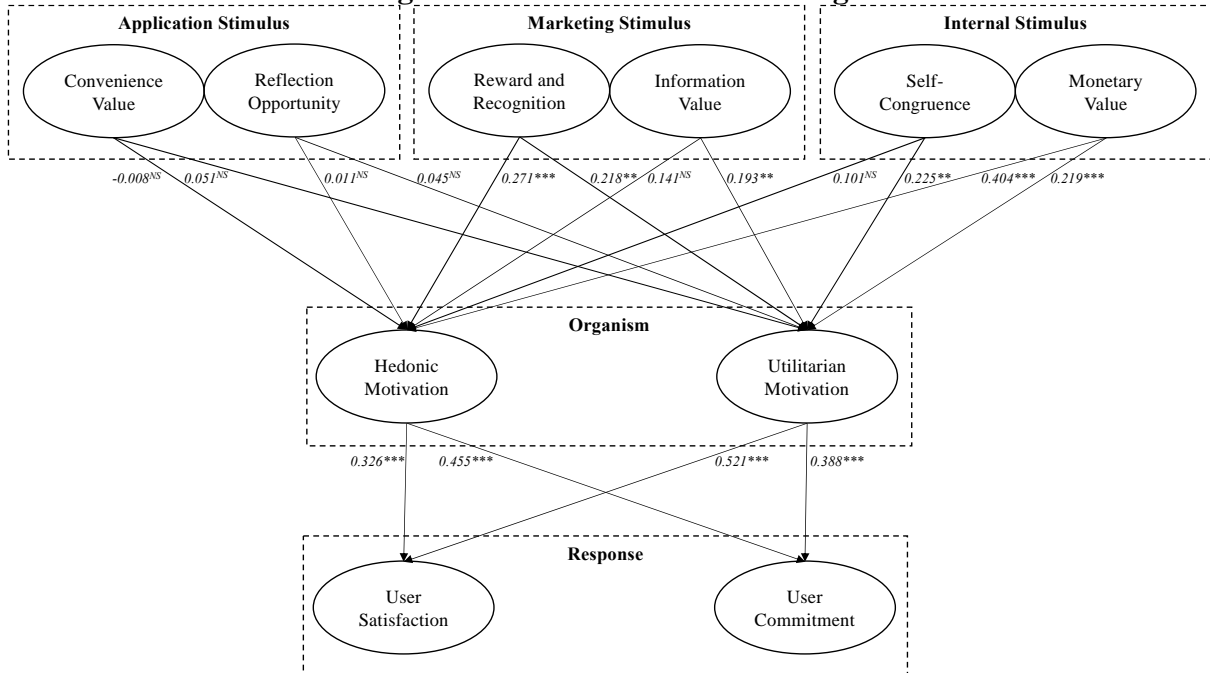 Application Stimulus
Marketing Stimulus
Internal Stimulus
Convenience
Value
Reflection
Opportunity
Reward and
Recognition
Information
Value
Self-
Congruence
Monetary
Value
-0.008NS
0.051NS
0.011NS
0.045NS
0.271***
0.218**
0.141NS
0.193**
0.101NS
0.225**
0.404***
0.219***
Organism
Hedonic
Motivation
Utilitarian
Motivation
0.326***
0.455***
0.521***
0.388***
Response
User
Satisfaction
User
Commitment